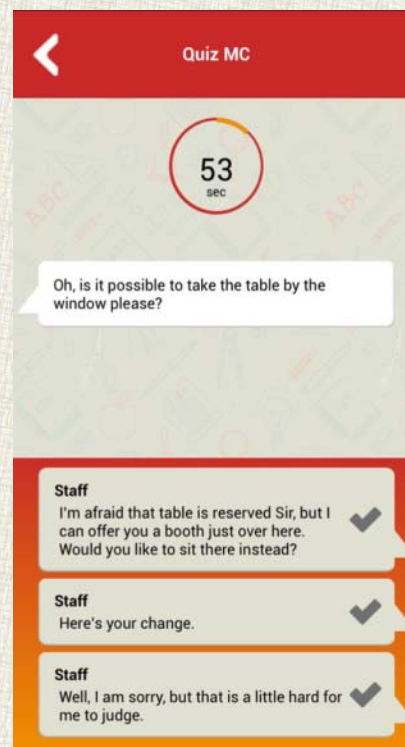 Quiz MC
53
sec
Oh, is it possible to take the table by the
window please?
Staff
I'm afraid that table is reserved Sir, but I
can offer you a booth just over here.
Would you like to sit there instead?
Staff
Here's your change.
Staff
Well, I am sorry, but that is a little hard for
me to judge.